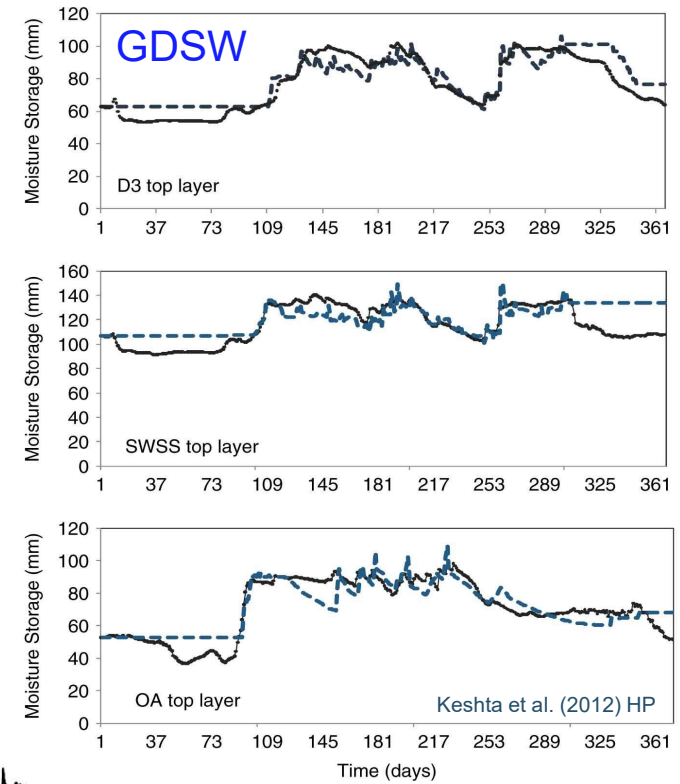 GDSW
Moisture Storage (mm)
120
100
80
60
40
20
0
D3 top layer
1 37 73 109 145 181 217 253 289 325 361
Moisture Storage (mm)
160
140
120
100
80
60
40
20
0
SWSS top layer
1 37 73 109 145 181 217 253 289 325 361
Moisture Storage (mm)
120
100
80
60
40
20
0
OA top layer
Keshta et al. (2012) HP
1 37 73 109 145 181 217 253 289 325 361
Time (days)